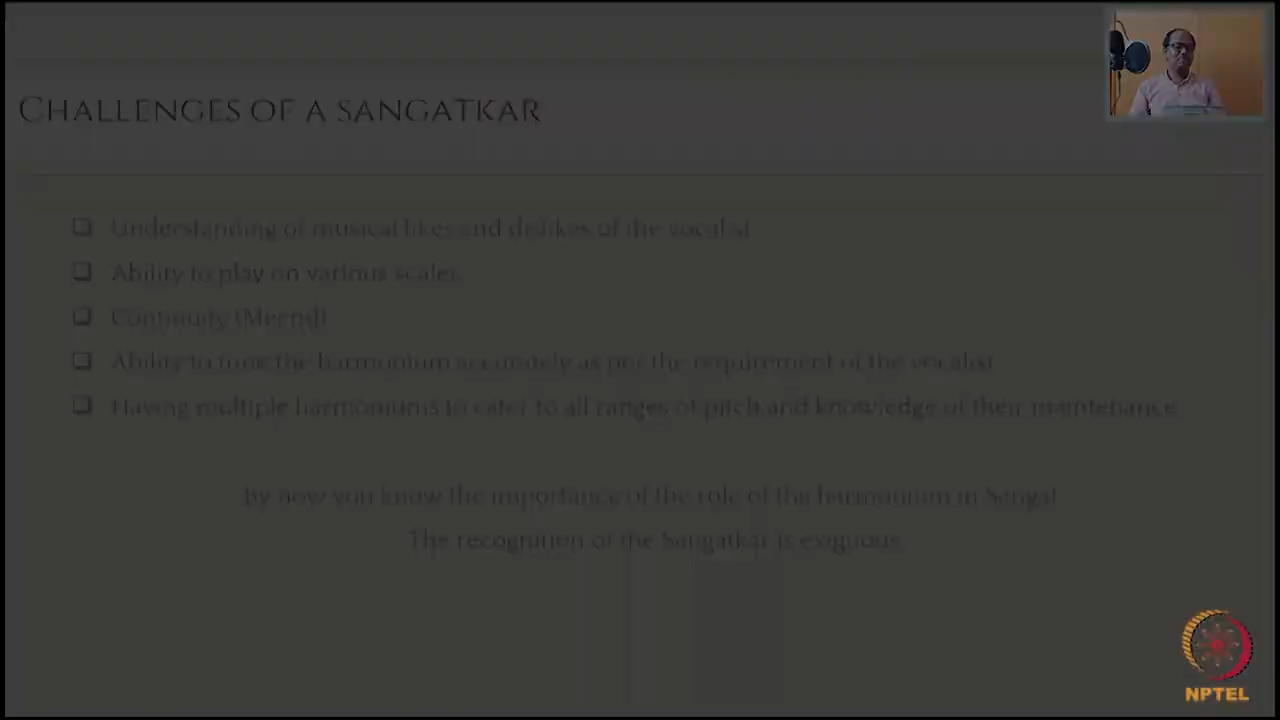 CHALLENGES OF A SANGATKAR
Understanding of musical likes and dislikes of the vocalist
Ability to play on various scales
Continuity (Meend)
Ability to tune the harmonium accurately as per the requirement of the vocalist
Having multiple harmoniums to cater to all ranges of pitch and knowledge of their maintenance
By now you know the importance of the role of the harmonium in Sangat
The recognition of the Sangatkar is exiguous
NPTEL